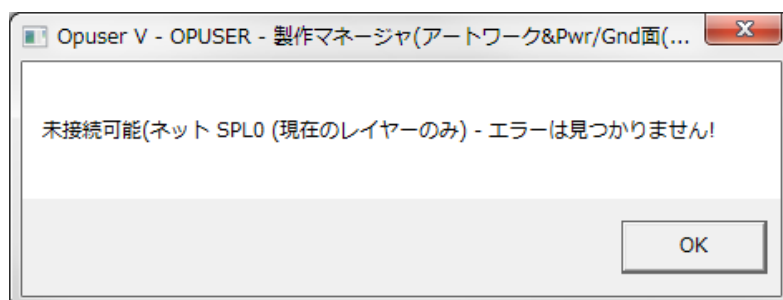 Opuser V - OPUSER - 製作マネージャ(アートワーク&Pwr/Gnd面(...
未接続可能(ネット SPL0 (現在のレイヤーのみ) - エラーは見つかりません!
OK